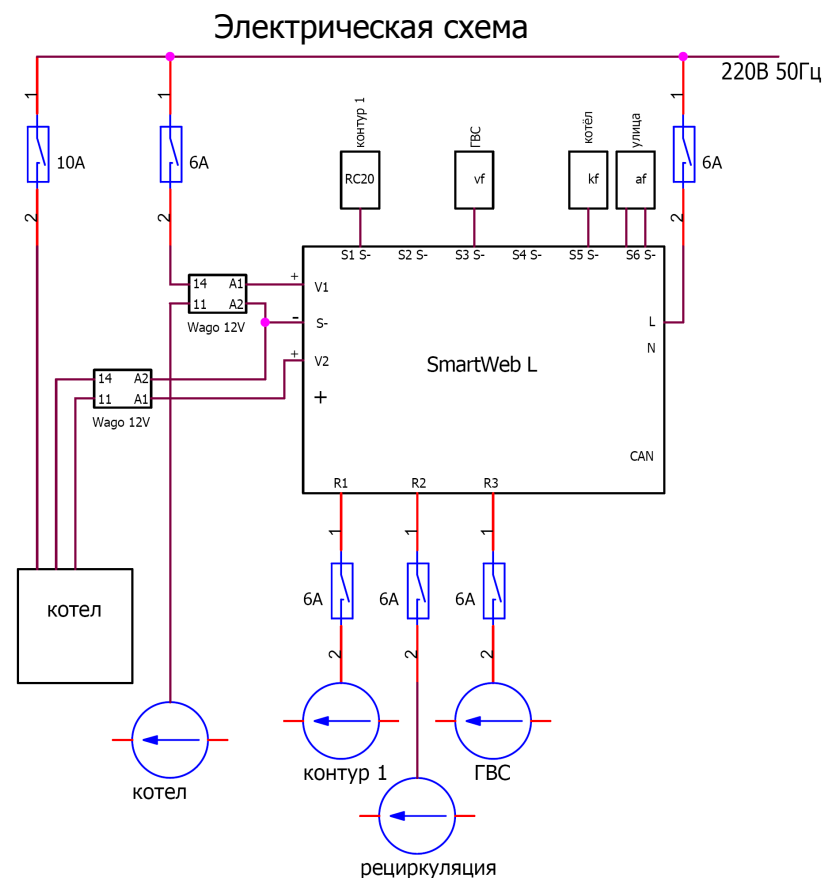 Электрическая схема
220В 50Гц
1
1
1
10А
6А
6А
2
2
2
контур 1
ГВС
котёл
улица
RC20
vf
kf
af
S1 S-
S2 S-
S3 S-
S4 S-
S5 S-
S6 S-
14 A1
11 A2
Wago 12V
+
V1
-
S-
+
V2
+
L
N
SmartWeb L
CAN
14 A2
11 A1
Wago 12V
R1
R2
R3
1
1
1
6А
6А
6А
2
2
2
котел
котел
контур 1
ГВС
рециркуляция